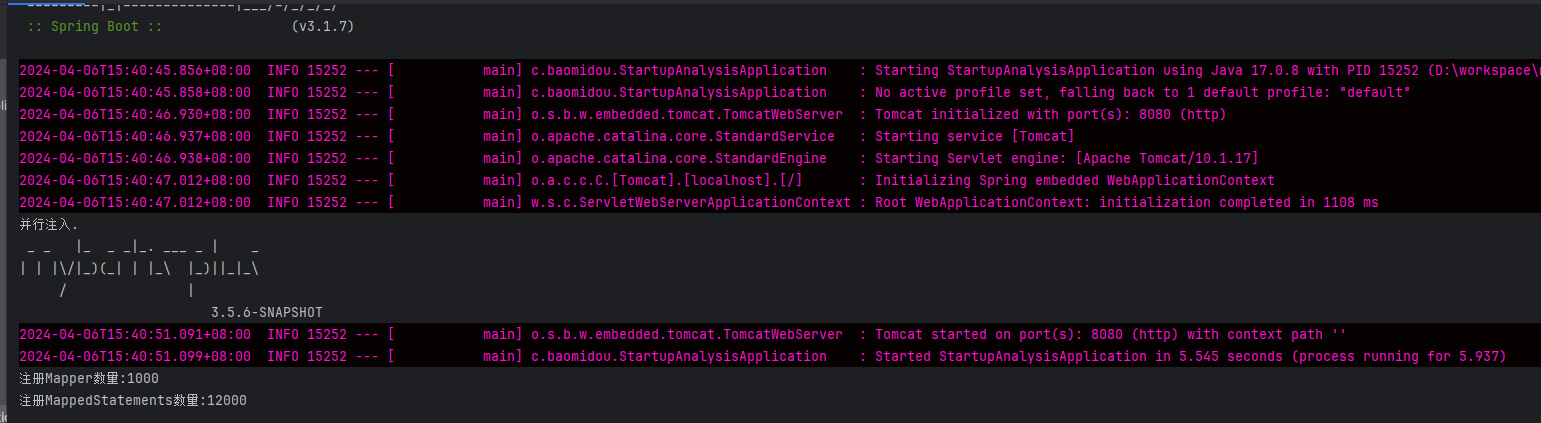 :: Spring Boot :: (v3.1.7)
2024-04-06T15:40:45.856+08:00  INFO 15252 --- [           main] c.baomidou.StartupAnalysisApplication    : Starting StartupAnalysisApplication using Java 17.0.8 with PID 15252 (D:\workspace\
2024-04-06T15:40:45.858+08:00  INFO 15252 --- [           main] c.baomidou.StartupAnalysisApplication    : No active profile set, falling back to 1 default profile: "default"
2024-04-06T15:40:46.930+08:00  INFO 15252 --- [           main] o.s.b.w.embedded.tomcat.TomcatWebServer  : Tomcat initialized with port(s): 8080 (http)
2024-04-06T15:40:46.937+08:00  INFO 15252 --- [           main] o.apache.catalina.core.StandardService   : Starting service [Tomcat]
2024-04-06T15:40:46.938+08:00  INFO 15252 --- [           main] o.apache.catalina.core.StandardEngine    : Starting Servlet engine: [Apache Tomcat/10.1.17]
2024-04-06T15:40:47.012+08:00  INFO 15252 --- [           main] o.a.c.c.C.[Tomcat].[localhost].[/]       : Initializing Spring embedded WebApplicationContext
2024-04-06T15:40:47.012+08:00  INFO 15252 --- [           main] w.s.c.ServletWebServerApplicationContext : Root WebApplicationContext: initialization completed in 1108 ms
并行注入.
3.5.6-SNAPSHOT
2024-04-06T15:40:51.091+08:00  INFO 15252 --- [           main] o.s.b.w.embedded.tomcat.TomcatWebServer  : Tomcat started on port(s): 8080 (http) with context path ''
2024-04-06T15:40:51.099+08:00  INFO 15252 --- [           main] c.baomidou.StartupAnalysisApplication    : Started StartupAnalysisApplication in 5.545 seconds (process running for 5.937)
注册Mapper数量:1000
注册MappedStatements数量:12000